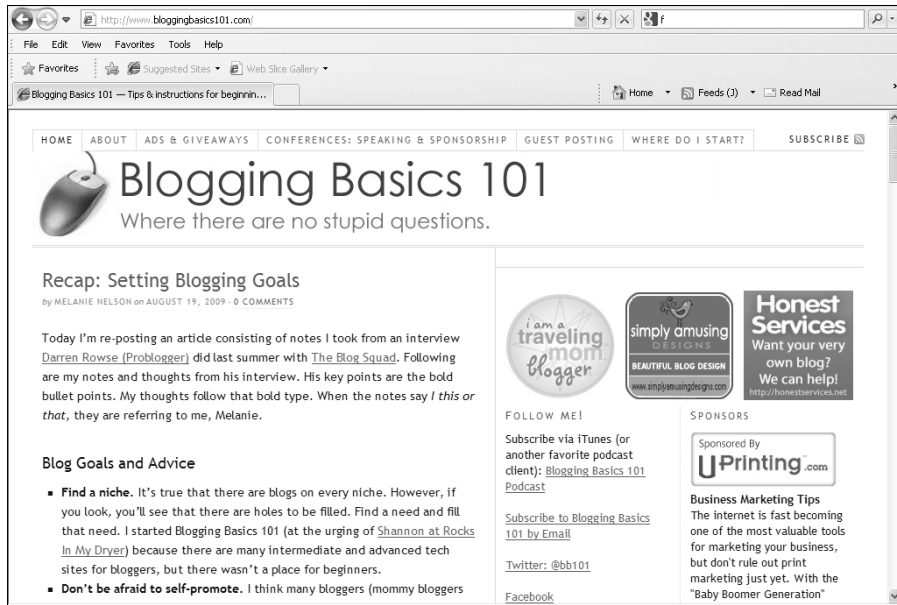 http://www.bloggingbasics101.com/
f
File Edit View Favorites Tools Help
Favorites Suggested Sites Web Slice Gallery
Blogging Basics 101 — Tips & instructions for beginnin...
Home Feeds (J) Read Mail
HOME ABOUT ADS & GIVEAWAYS CONFERENCES: SPEAKING & SPONSORSHIP GUEST POSTING WHERE DO I START? SUBSCRIBE
Blogging Basics 101
Where there are no stupid questions.
Recap: Setting Blogging Goals
by MELANIE NELSON on AUGUST 19, 2009 · 0 COMMENTS
Today I'm re-posting an article consisting of notes I took from an interview
Darren Rowse (Problogger) did last summer with The Blog Squad. Following
are my notes and thoughts from his interview. His key points are the bold
bullet points. My thoughts follow that bold type. When the notes say I this or
that, they are referring to me, Melanie.
Blog Goals and Advice
▪ Find a niche. It's true that there are blogs on every niche. However, if
you look, you'll see that there are holes to be filled. Find a need and fill
that need. I started Blogging Basics 101 (at the urging of Shannon at Rocks
In My Dryer) because there are many intermediate and advanced tech
sites for bloggers, but there wasn't a place for beginners.
▪ Don't be afraid to self-promote. I think many bloggers (mommy bloggers
i am a
traveling
mom
blogger
simply amusing
DESIGNS
BEAUTIFUL BLOG DESIGN
www.simplyamusingdesigns.com
Honest
Services
Want your very
own blog?
We can help!
http://honestservices.net
FOLLOW ME!
Subscribe via iTunes (or
another favorite podcast
client): Blogging Basics 101
Podcast
Subscribe to Blogging Basics
101 by Email
Twitter: @bb101
Facebook
SPONSORS
Sponsored By
UPrinting.com
Business Marketing Tips
The internet is fast becoming
one of the most valuable tools
for marketing your business,
but don't rule out print
marketing just yet. With the
"Baby Boomer Generation"